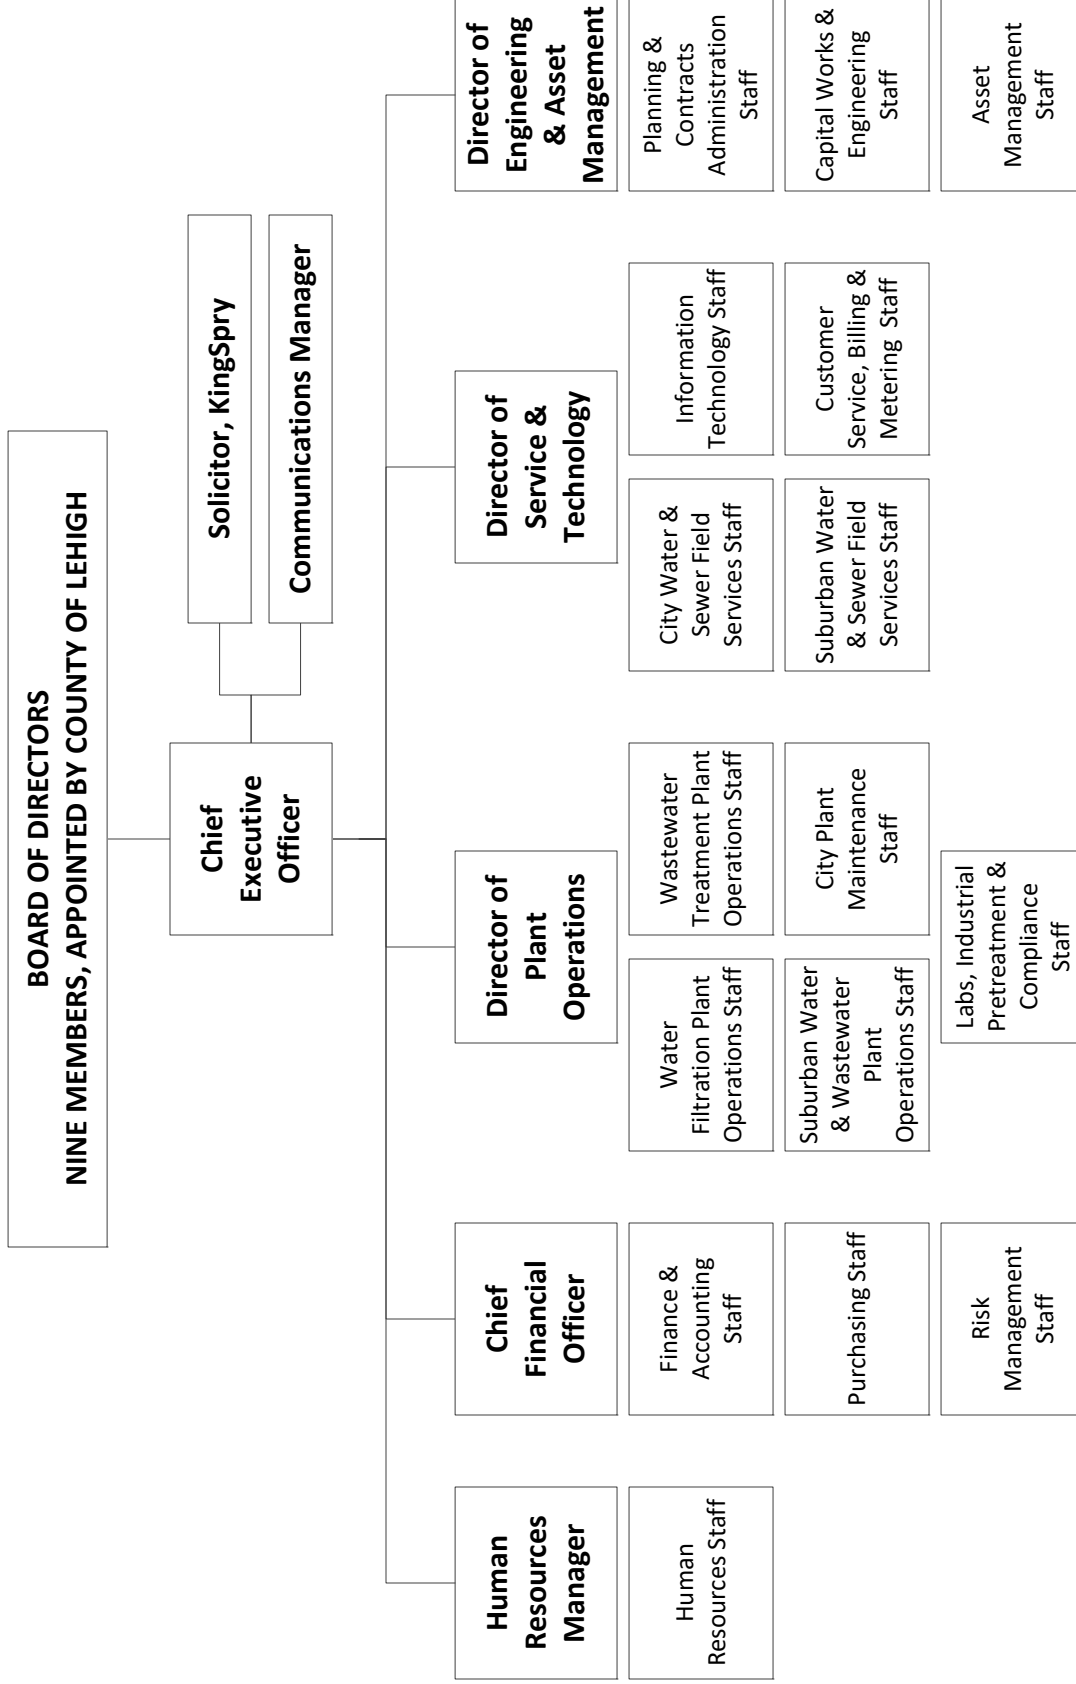 BOARD OF DIRECTORS
NINE MEMBERS, APPOINTED BY COUNTY OF LEHIGH
Chief
Executive
Officer
Solicitor, KingSpry
Communications Manager
Human
Resources
Manager
Human
Resources Staff
Chief
Financial
Officer
Finance &
Accounting
Staff
Purchasing Staff
Risk
Management
Staff
Director of
Plant
Operations
Water
Filtration Plant
Operations Staff
Wastewater
Treatment Plant
Operations Staff
Suburban Water
& Wastewater
Plant
Operations Staff
City Plant
Maintenance
Staff
Labs, Industrial
Pretreatment &
Compliance
Staff
Director of
Service &
Technology
City Water &
Sewer Field
Services Staff
Information
Technology Staff
Suburban Water
& Sewer Field
Services Staff
Customer
Service, Billing &
Metering Staff
Director of
Engineering
& Asset
Management
Planning &
Contracts
Administration
Staff
Capital Works &
Engineering
Staff
Asset
Management
Staff